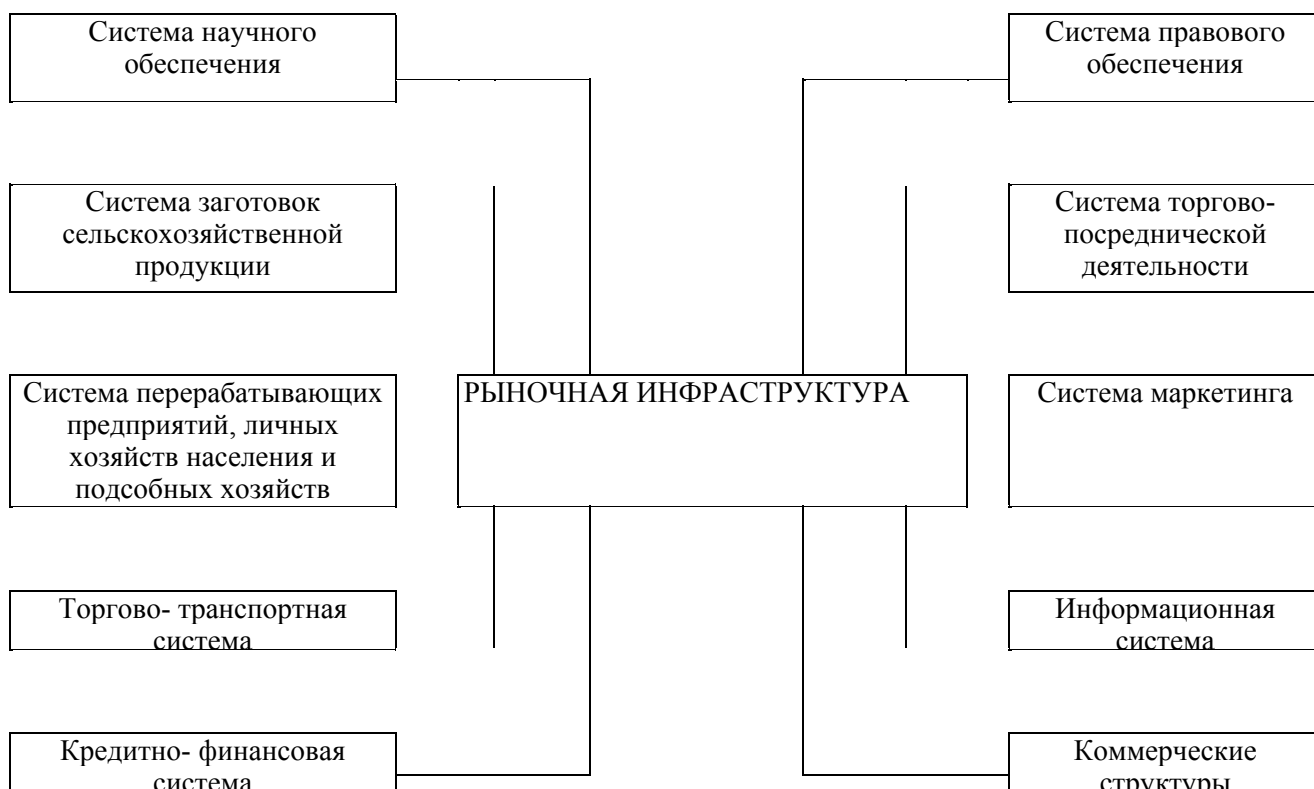 Система научного
обеспечения
Система правового
обеспечения
Система заготовок
сельскохозяйственной
продукции
Система торгово-
посреднической
деятельности
Система перерабатывающих
предприятий, личных
хозяйств населения и
подсобных хозяйств
РЫНОЧНАЯ ИНФРАСТРУКТУРА
Система маркетинга
Торгово- транспортная
система
Информационная
система
Кредитно- финансовая
система
Коммерческие
структуры